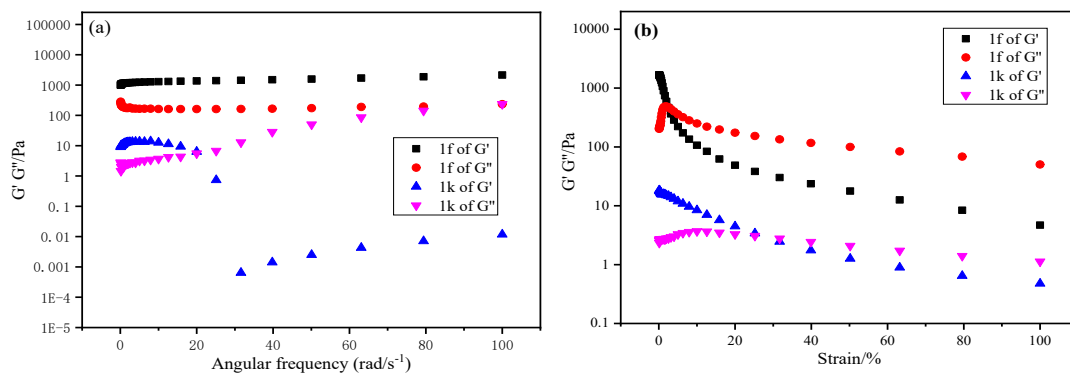 (a)
100000
10000
1000
100
10
1
0.1
0.01
0.001
1E-4
1E-5
G' G''/Pa
1f of G'
1f of G''
1k of G'
1k of G''
0 20 40 60 80 100
Angular frequency (rad/s⁻¹)
(b)
10000
1000
100
10
1
0.1
G' G''/Pa
1f of G'
1f of G''
1k of G'
1k of G''
0 20 40 60 80 100
Strain/%